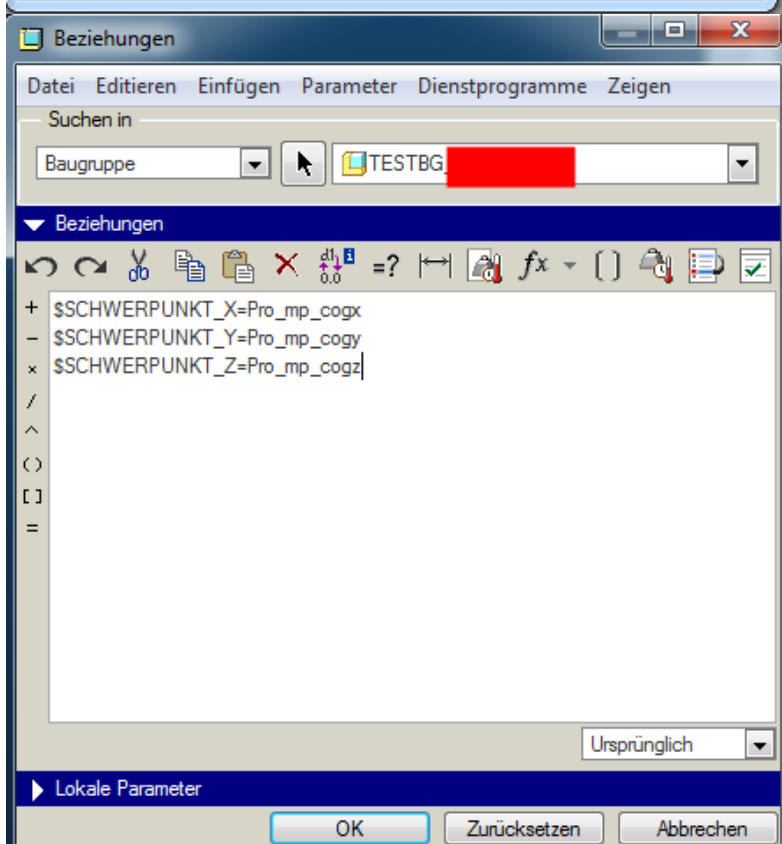 Beziehungen
Datei Editieren Einfügen Parameter Dienstprogramme Zeigen
Suchen in
Baugruppe TESTBG_
Beziehungen
=? fx ( )
+ $SCHWERPUNKT_X=Pro_mp_cogx
- $SCHWERPUNKT_Y=Pro_mp_cogy
× $SCHWERPUNKT_Z=Pro_mp_cogz
/
^
( )
[ ]
=
Ursprünglich
Lokale Parameter
OK Zurücksetzen Abbrechen